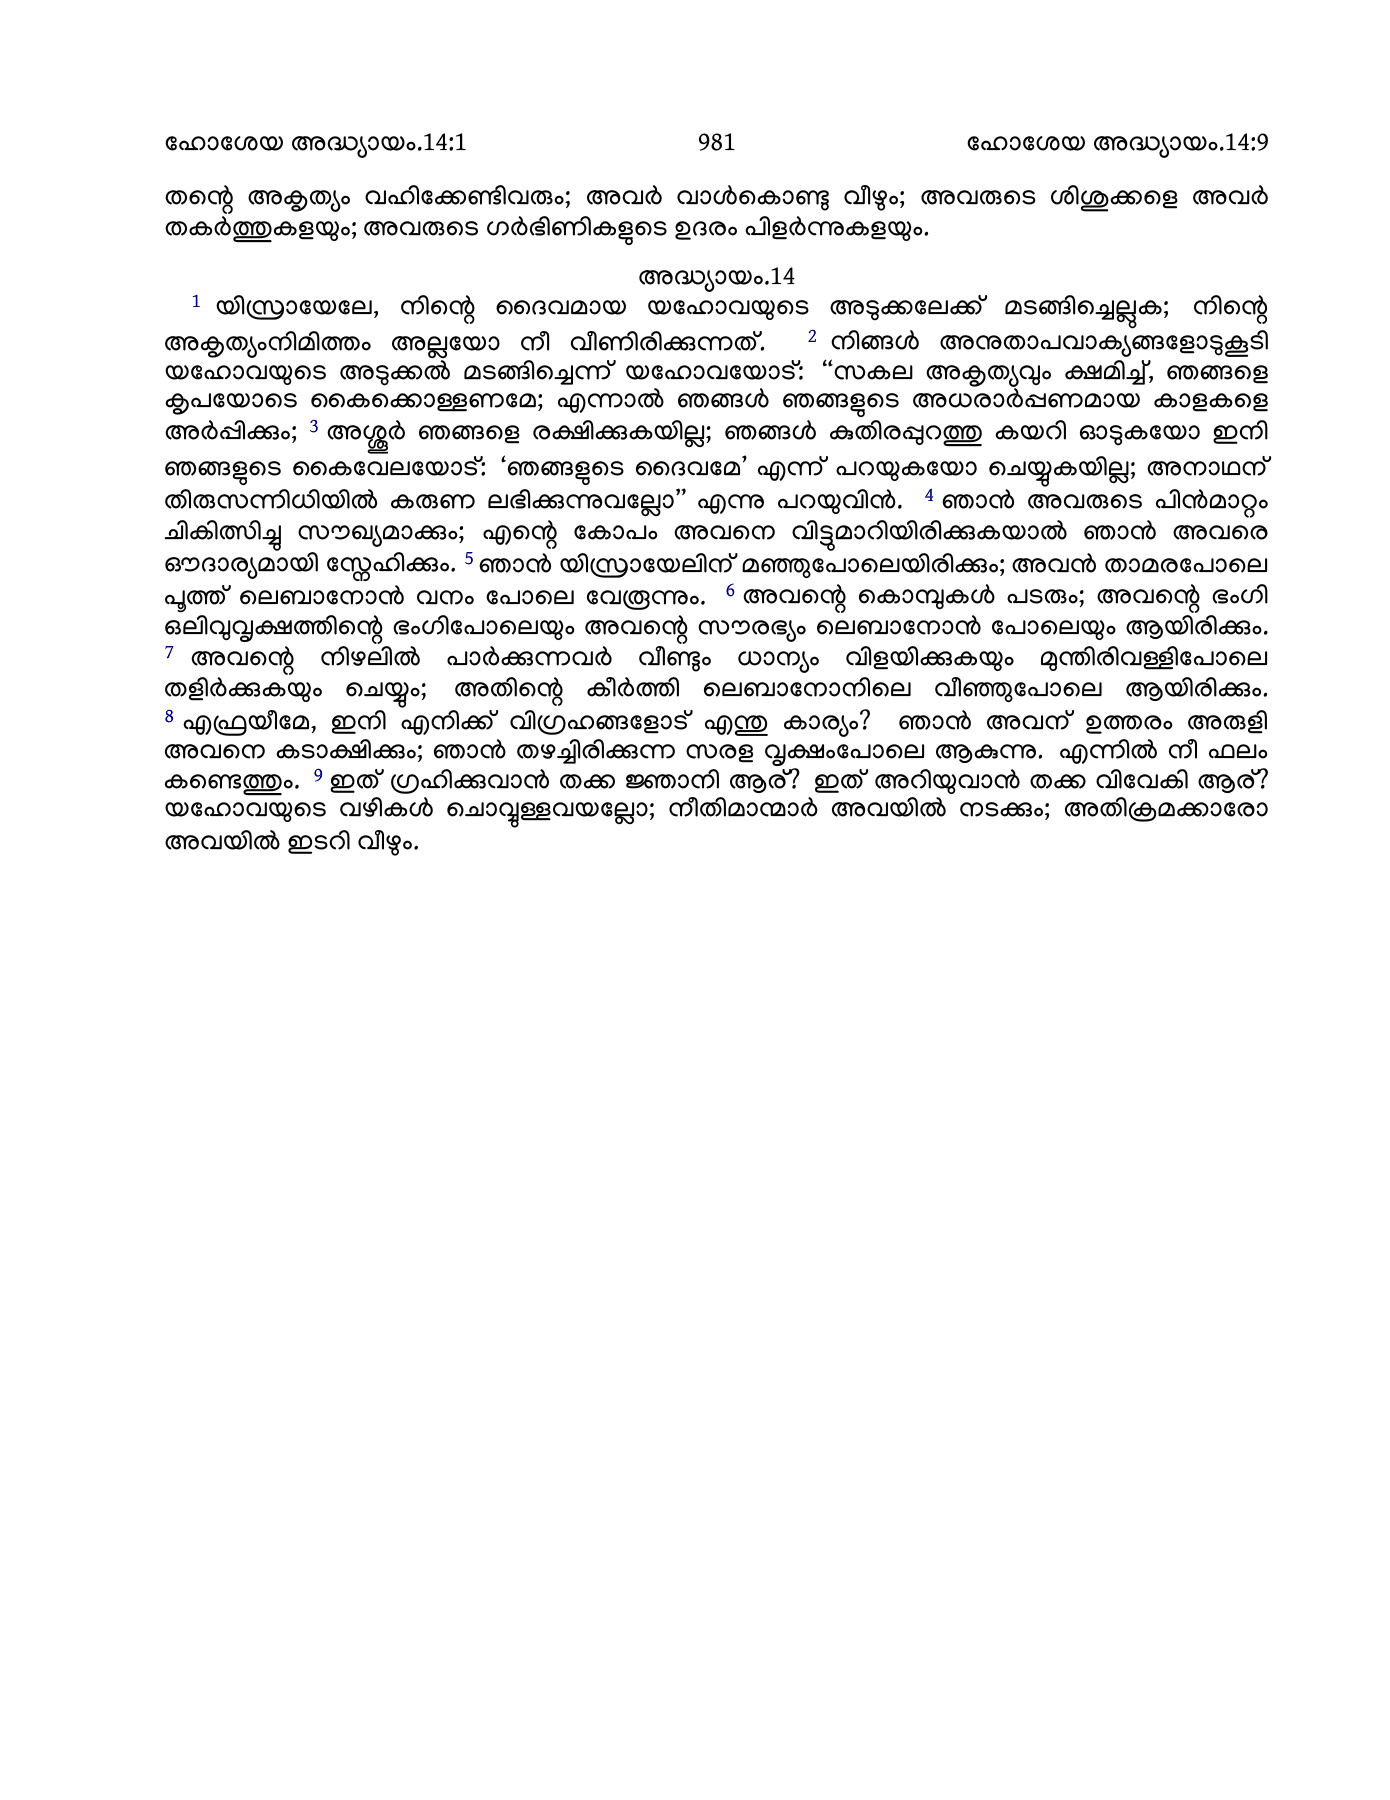 ഹോശേയ അദ്ധ്യായം.14:1 981 ഹോശേയ അദ്ധ്യായം.14:9
തന്റെ അകൃത്യം വഹിക്കേണ്ടിവരും; അവർ വാൾകൊണ്ടു വീഴും; അവരുടെ ശിശുക്കളെ അവർ
തകർത്തുകളയും; അവരുടെ ഗർഭിണികളുടെ ഉദരം പിളർന്നുകളയും.
അദ്ധ്യായം.14
1 യിസ്രായേലേ, നിന്റെ ദൈവമായ യഹോവയുടെ അടുക്കലേക്ക് മടങ്ങിച്ചെല്ലുക; നിന്റെ
അകൃത്യംനിമിത്തം അല്ലയോ നീ വീണിരിക്കുന്നത്. 2 നിങ്ങൾ അനുതാപവാക്യങ്ങളോടുകൂടി
യഹോവയുടെ അടുക്കൽ മടങ്ങിച്ചെന്ന് യഹോവയോട്: “സകല അകൃത്യവും ക്ഷമിച്ച്, ഞങ്ങളെ
കൃപയോടെ കൈക്കൊള്ളണമേ; എന്നാൽ ഞങ്ങൾ ഞങ്ങളുടെ അധരാർപ്പണമായ കാളകളെ
അർപ്പിക്കും; 3 അശ്ശൂർ ഞങ്ങളെ രക്ഷിക്കുകയില്ല; ഞങ്ങൾ കുതിരപ്പുറത്തു കയറി ഓടുകയോ ഇനി
ഞങ്ങളുടെ കൈവേലയോട്: ‘ഞങ്ങളുടെ ദൈവമേ’ എന്ന് പറയുകയോ ചെയ്യുകയില്ല; അനാഥന്
തിരുസന്നിധിയിൽ കരുണ ലഭിക്കുന്നുവല്ലോ” എന്നു പറയുവിൻ. 4 ഞാൻ അവരുടെ പിൻമാറ്റം
ചികിത്സിച്ചു സൗഖ്യമാക്കും; എന്റെ കോപം അവനെ വിട്ടുമാറിയിരിക്കുകയാൽ ഞാൻ അവരെ
ഔദാര്യമായി സ്നേഹിക്കും. 5 ഞാൻ യിസ്രായേലിന് മഞ്ഞുപോലെയിരിക്കും; അവൻ താമരപോലെ
പൂത്ത് ലെബാനോൻ വനം പോലെ വേരൂന്നും. 6 അവന്റെ കൊമ്പുകൾ പടരും; അവന്റെ ഭംഗി
ഒലിവുവൃക്ഷത്തിന്റെ ഭംഗിപോലെയും അവന്റെ സൗരഭ്യം ലെബാനോൻ പോലെയും ആയിരിക്കും.
7 അവന്റെ നിഴലിൽ പാർക്കുന്നവർ വീണ്ടും ധാന്യം വിളയിക്കുകയും മുന്തിരിവള്ളിപോലെ
തളിർക്കുകയും ചെയ്യും; അതിന്റെ കീർത്തി ലെബാനോനിലെ വീഞ്ഞുപോലെ ആയിരിക്കും.
8 എഫ്രയീമേ, ഇനി എനിക്ക് വിഗ്രഹങ്ങളോട് എന്തു കാര്യം? ഞാൻ അവന് ഉത്തരം അരുളി
അവനെ കടാക്ഷിക്കും; ഞാൻ തഴച്ചിരിക്കുന്ന സരള വൃക്ഷംപോലെ ആകുന്നു. എന്നിൽ നീ ഫലം
കണ്ടെത്തും. 9 ഇത് ഗ്രഹിക്കുവാൻ തക്ക ജ്ഞാനി ആര്? ഇത് അറിയുവാൻ തക്ക വിവേകി ആര്?
യഹോവയുടെ വഴികൾ ചൊവ്വുള്ളവയല്ലോ; നീതിമാന്മാർ അവയിൽ നടക്കും; അതിക്രമക്കാരോ
അവയിൽ ഇടറി വീഴും.